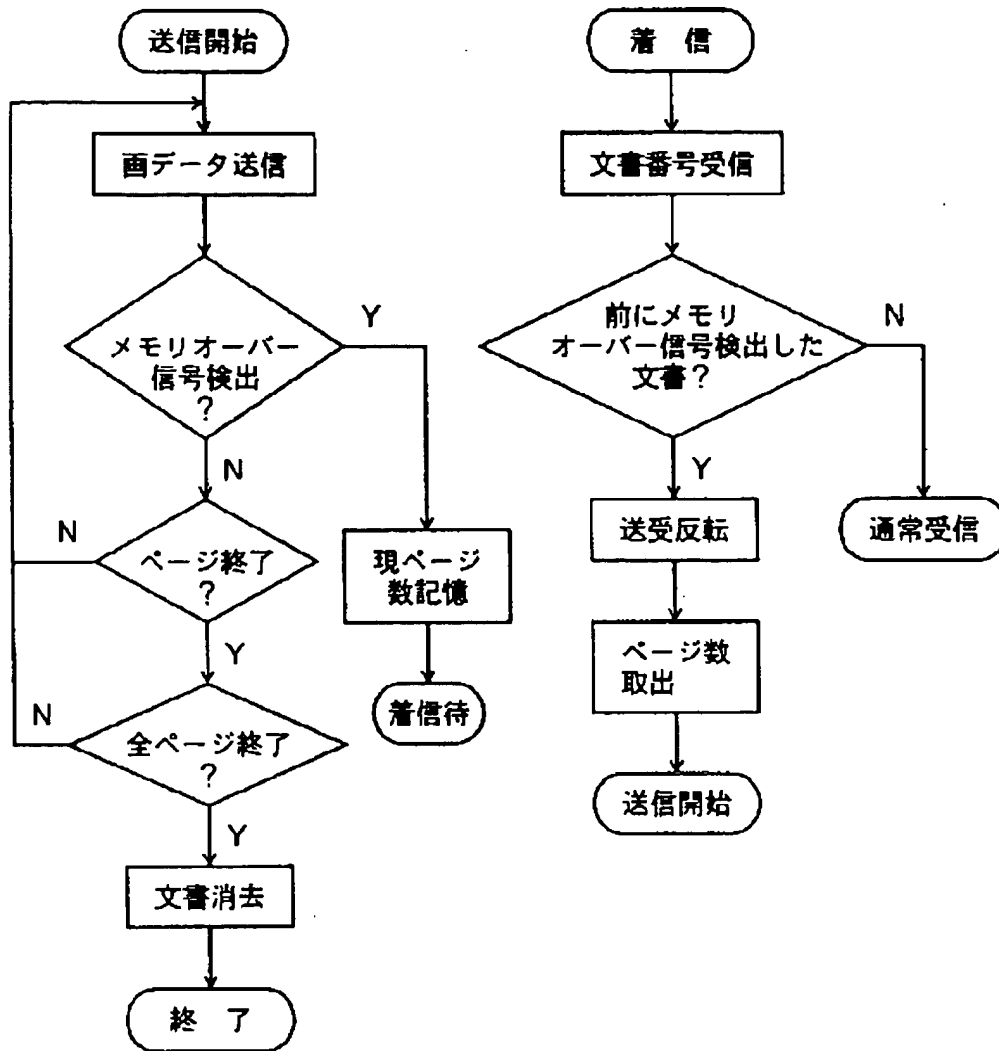 送信開始
画データ送信
メモリオーバー
信号検出
?
Y
N
ページ終了
?
N
Y
現ページ
数記憶
着信待
全ページ終了
?
N
Y
文書消去
終 了
着 信
文書番号受信
前にメモリ
オーバー信号検出した
文書?
N
Y
通常受信
送受反転
ページ数
取出
送信開始